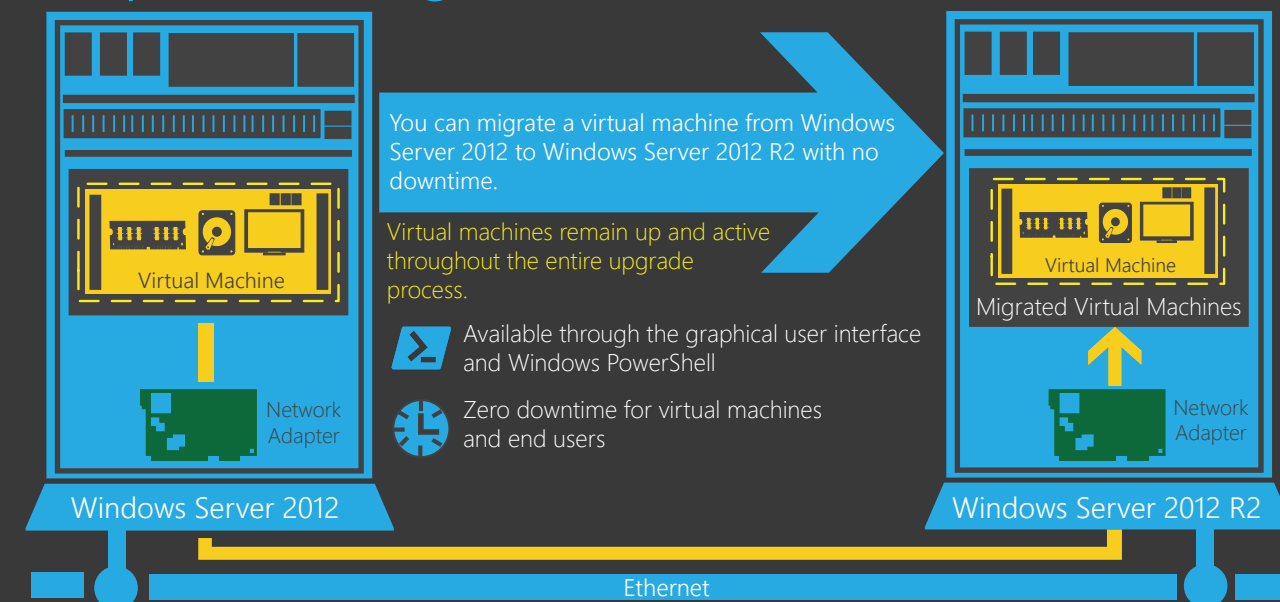 You can migrate a virtual machine from Windows
Server 2012 to Windows Server 2012 R2 with no
downtime.
Virtual machines remain up and active
throughout the entire upgrade
process.
Available through the graphical user interface
and Windows PowerShell
Zero downtime for virtual machines
and end users
Virtual Machine
Network
Adapter
Windows Server 2012
Virtual Machine
Migrated Virtual Machines
Network
Adapter
Windows Server 2012 R2
Ethernet